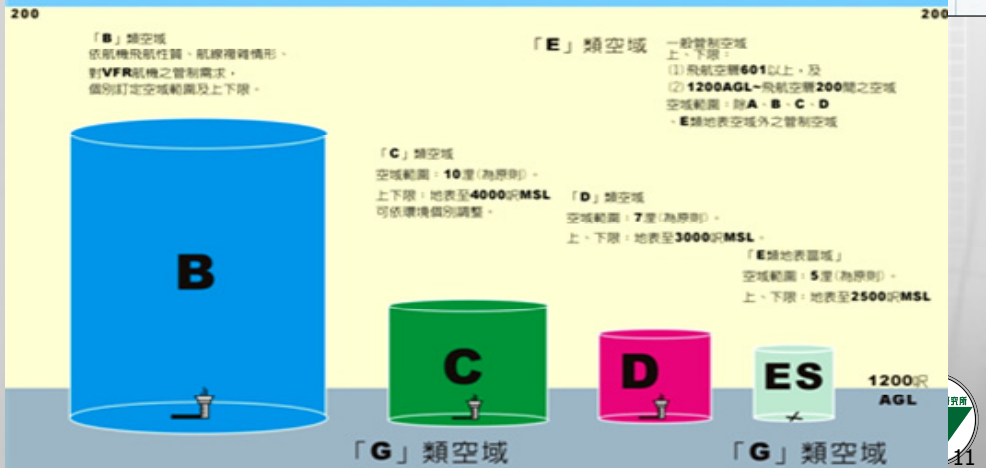 200
200
「B」類空域
依航機飛航性質、航線複雜情形、
對VFR航機之管制需求，
個別訂定空域範圍及上下限。
「E」類空域
一般管制空域
上、下限：
(1)飛航空層601以上，及
(2)1200AGL~飛航空層200間之空域
空域範圍：除A、B、C、D
、E類地表空域外之管制空域
「C」類空域
空域範圍：10浬(為原則)。
上下限：地表至4000呎MSL
可依環境個別調整。
「D」類空域
空域範圍：7浬(為原則)。
上、下限：地表至3000呎MSL。
「E類地表區域」
空域範圍：5浬(為原則)。
上、下限：地表至2500呎MSL
B
C
D
ES
1200呎
AGL
「G」類空域
「G」類空域
究所
11